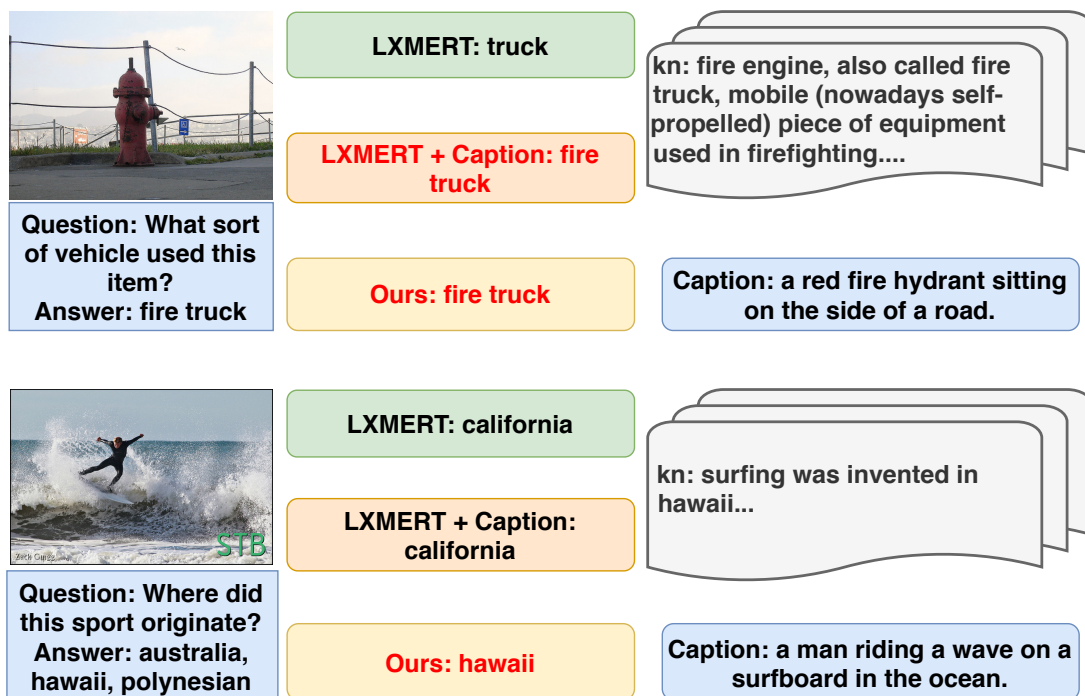 LXMERT: truck
kn: fire engine, also called fire
truck, mobile (nowadays self-
propelled) piece of equipment
used in firefighting....
LXMERT + Caption: fire
truck
Question: What sort
of vehicle used this
item?
Answer: fire truck
Ours: fire truck
Caption: a red fire hydrant sitting
on the side of a road.
LXMERT: california
kn: surfing was invented in
hawaii...
LXMERT + Caption:
california
STB
Question: Where did
this sport originate?
Answer: australia,
hawaii, polynesian
Ours: hawaii
Caption: a man riding a wave on a
surfboard in the ocean.